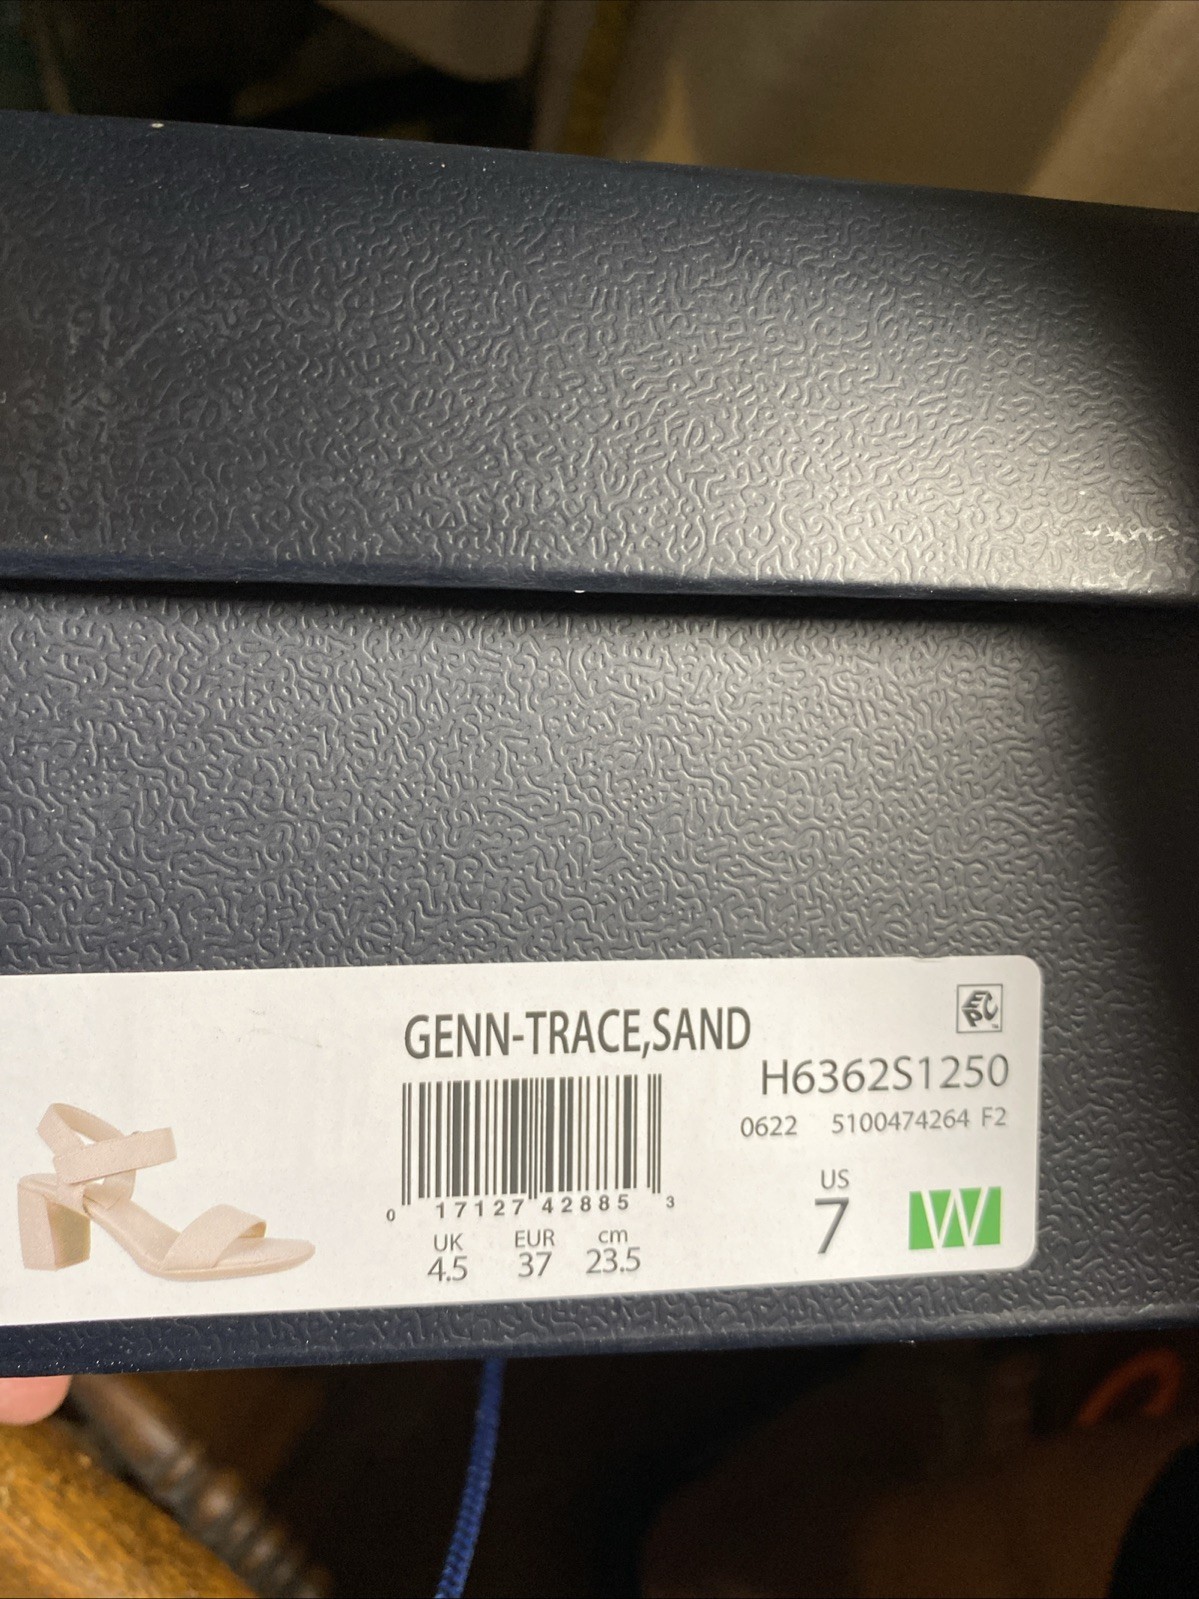 GENN-TRACE,SAND
EPC
H6362S1250
0622 5100474264 F2
0 17127 42885 3
UK EUR cm
4.5 37 23.5
US
7
W